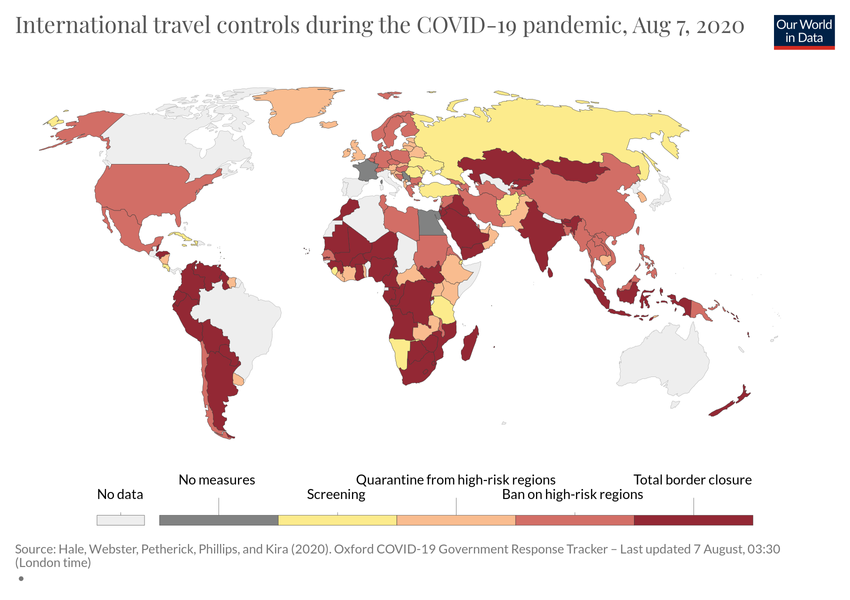 International travel controls during the COVID-19 pandemic, Aug 7, 2020
Our World
in Data
No measures
Quarantine from high-risk regions
Total border closure
No data
Screening
Ban on high-risk regions
Source: Hale, Webster, Petherick, Phillips, and Kira (2020). Oxford COVID-19 Government Response Tracker – Last updated 7 August, 03:30
(London time)